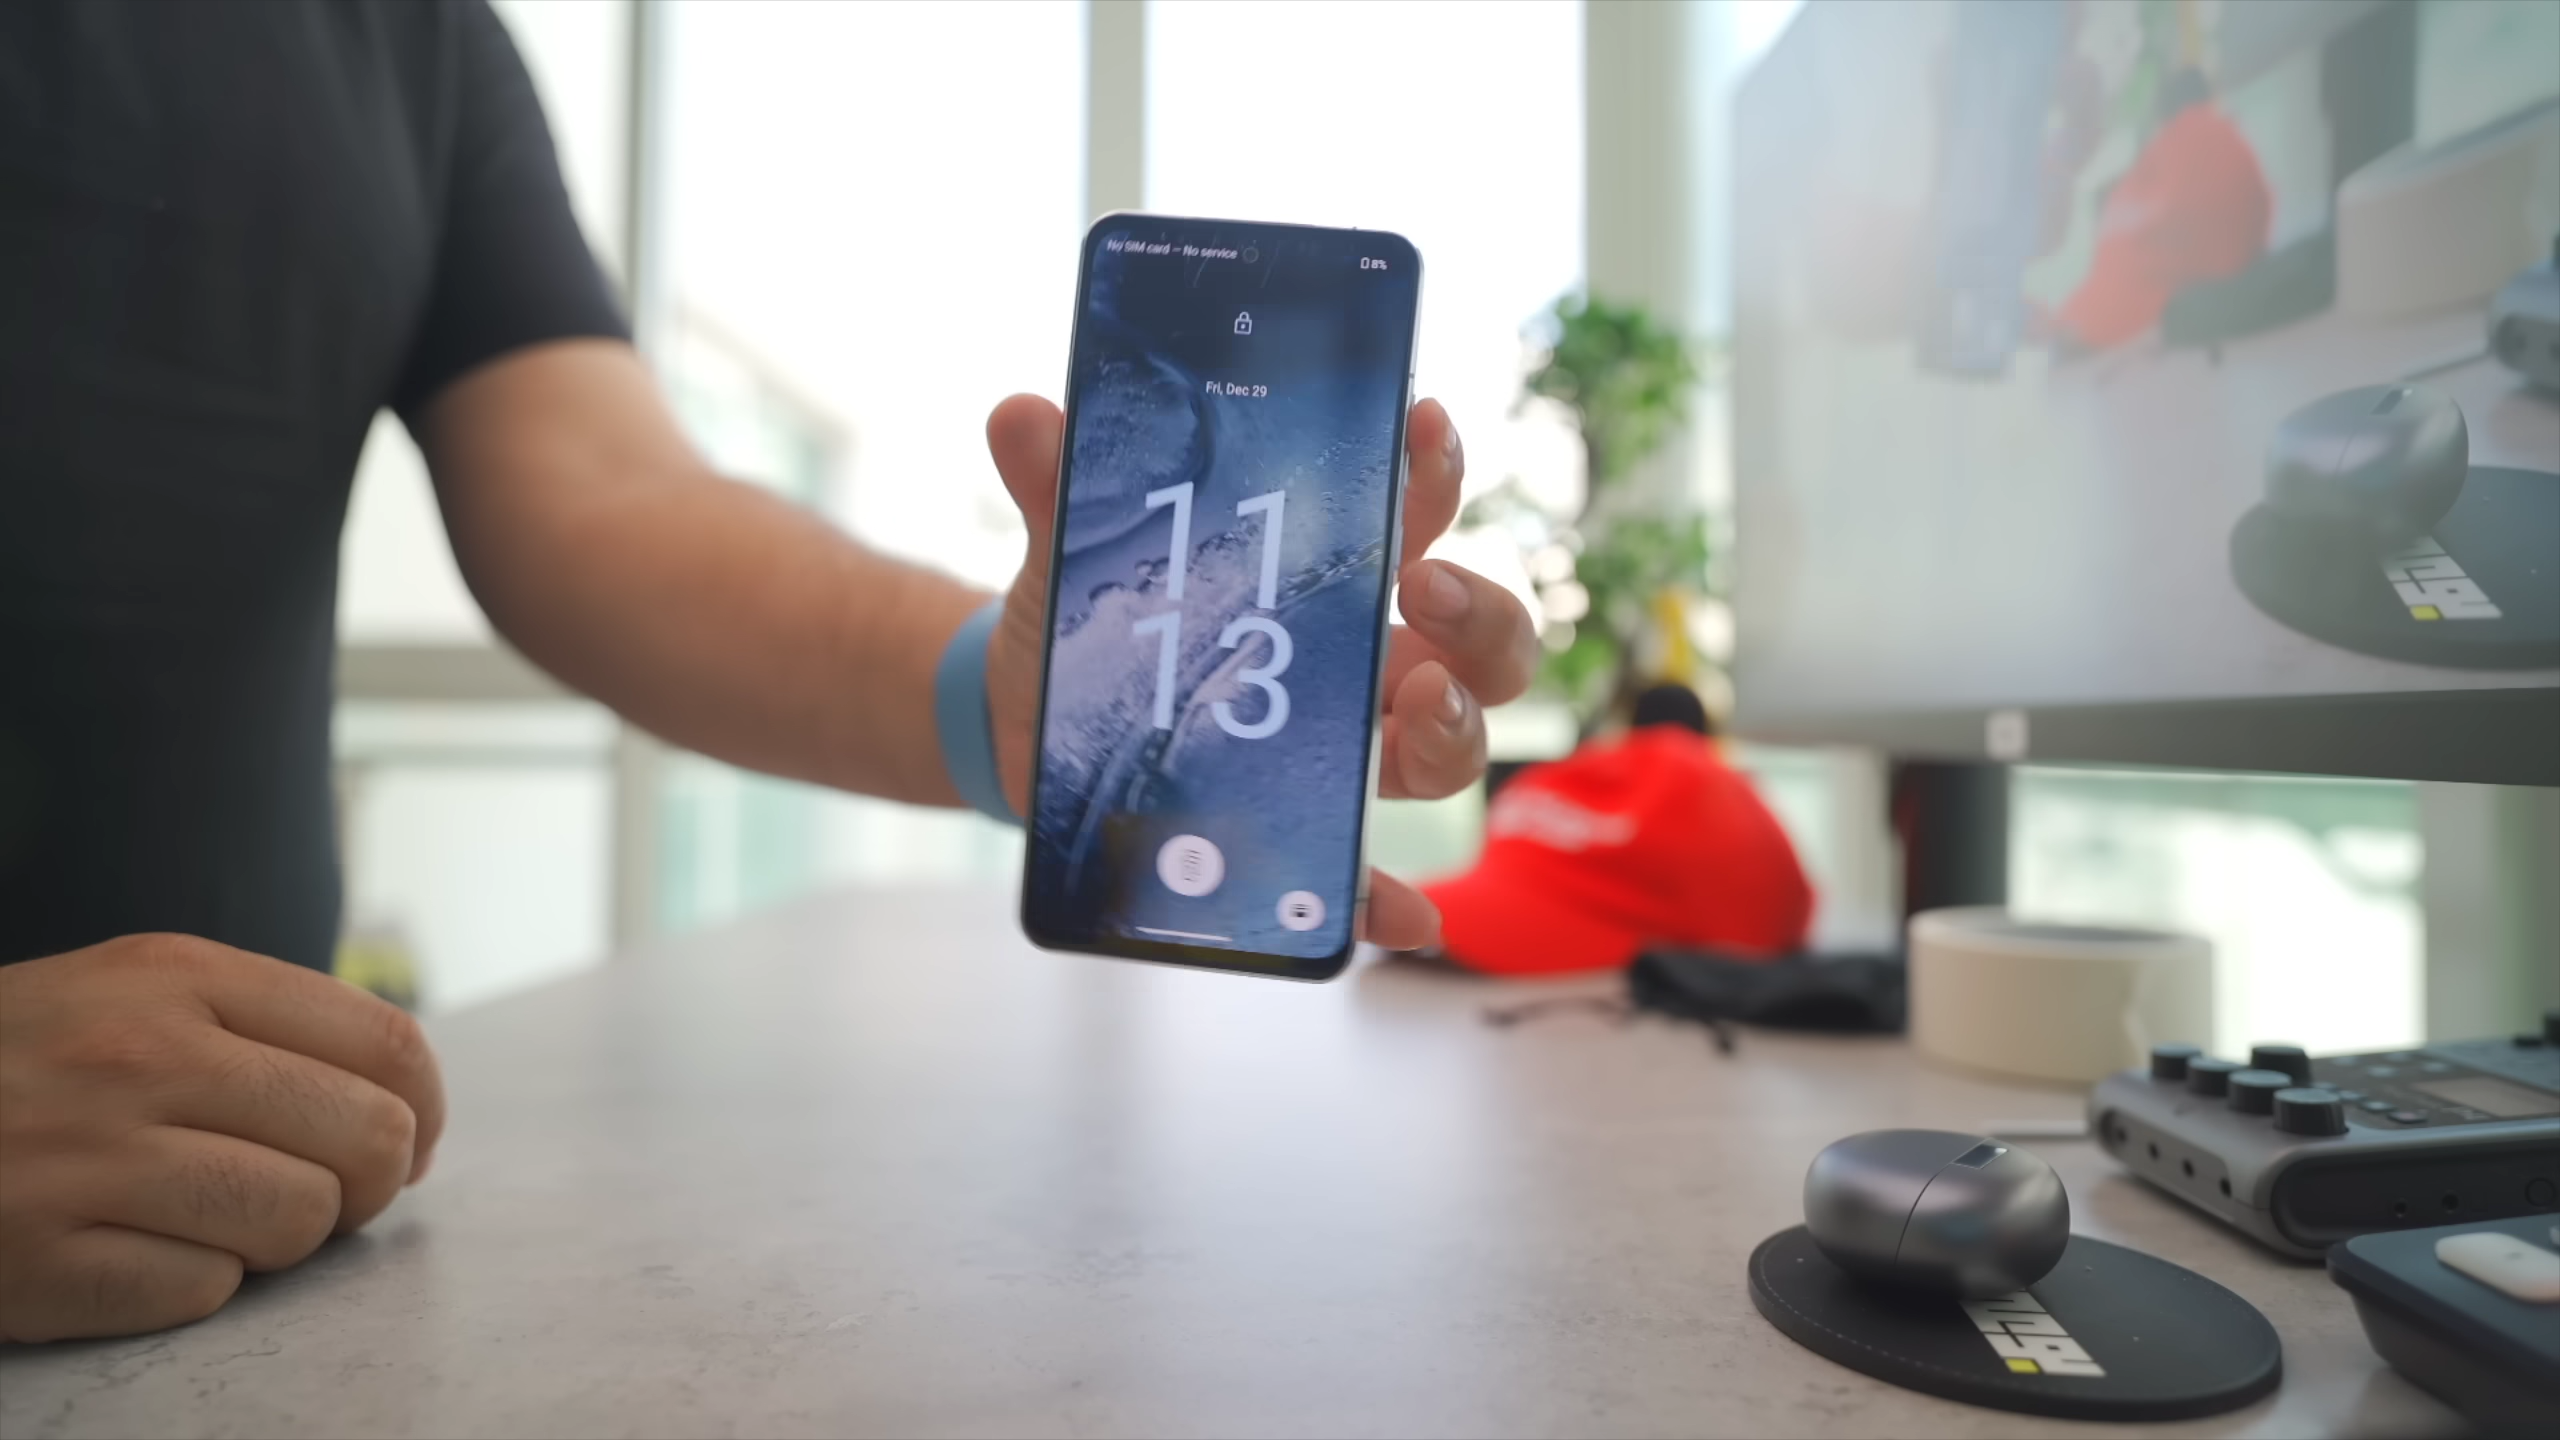 No SIM card — No service
8%
Fri, Dec 29
11
13